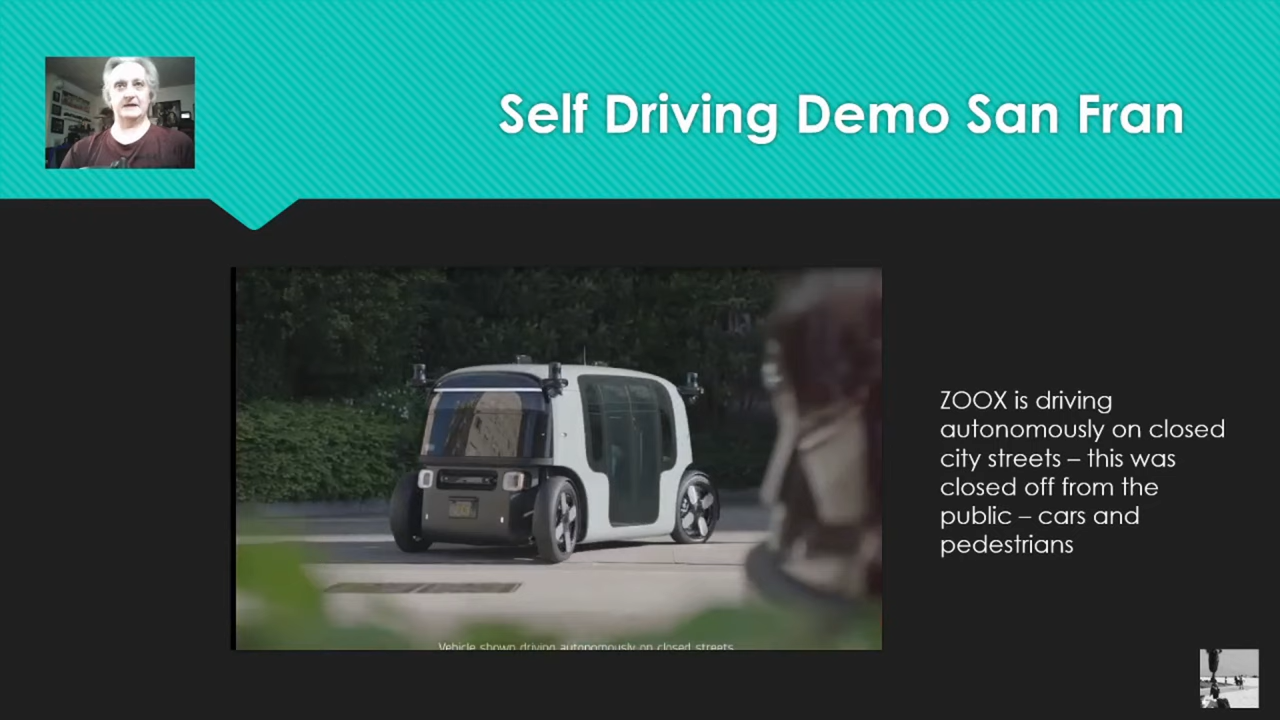 Self Driving Demo San Fran
ZOOX is driving
autonomously on closed
city streets – this was
closed off from the
public – cars and
pedestrians
Vehicle shown driving autonomously on closed streets